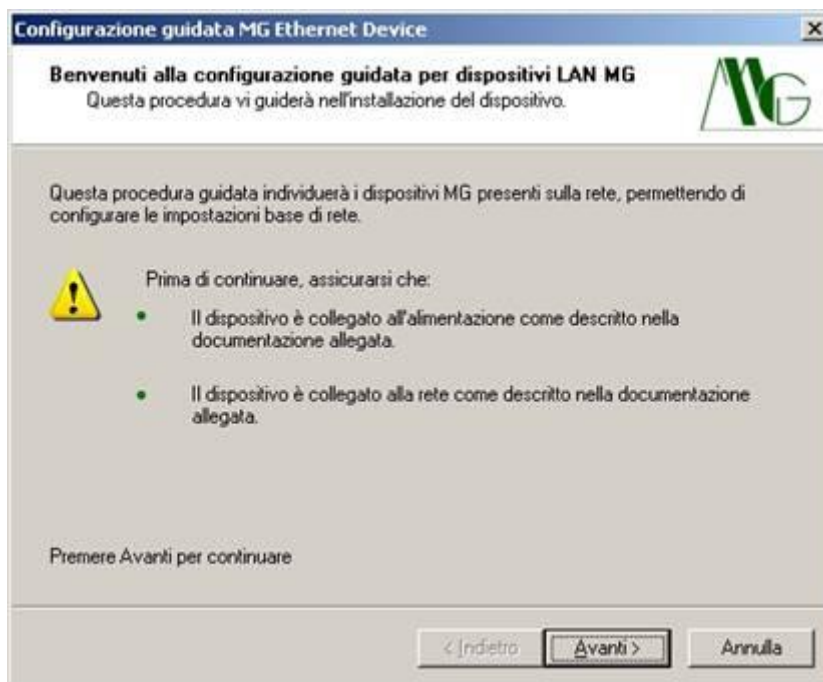 Configurazione guidata MG Ethernet Device
Benvenuti alla configurazione guidata per dispositivi LAN MG
Questa procedura vi guiderà nell'installazione del dispositivo.
MG
Questa procedura guidata individuerà i dispositivi MG presenti sulla rete, permettendo di
configurare le impostazioni base di rete.
Prima di continuare, assicurarsi che:
Il dispositivo è collegato all'alimentazione come descritto nella
documentazione allegata.
Il dispositivo è collegato alla rete come descritto nella documentazione
allegata.
Premere Avanti per continuare
< Indietro Avanti > Annulla